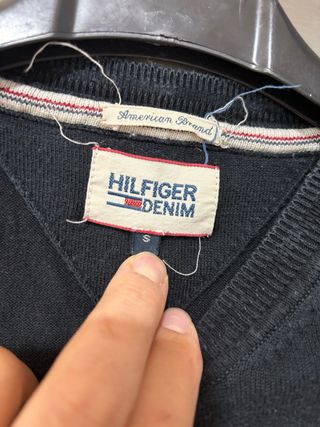 American Brand
HILFIGER
DENIM
S